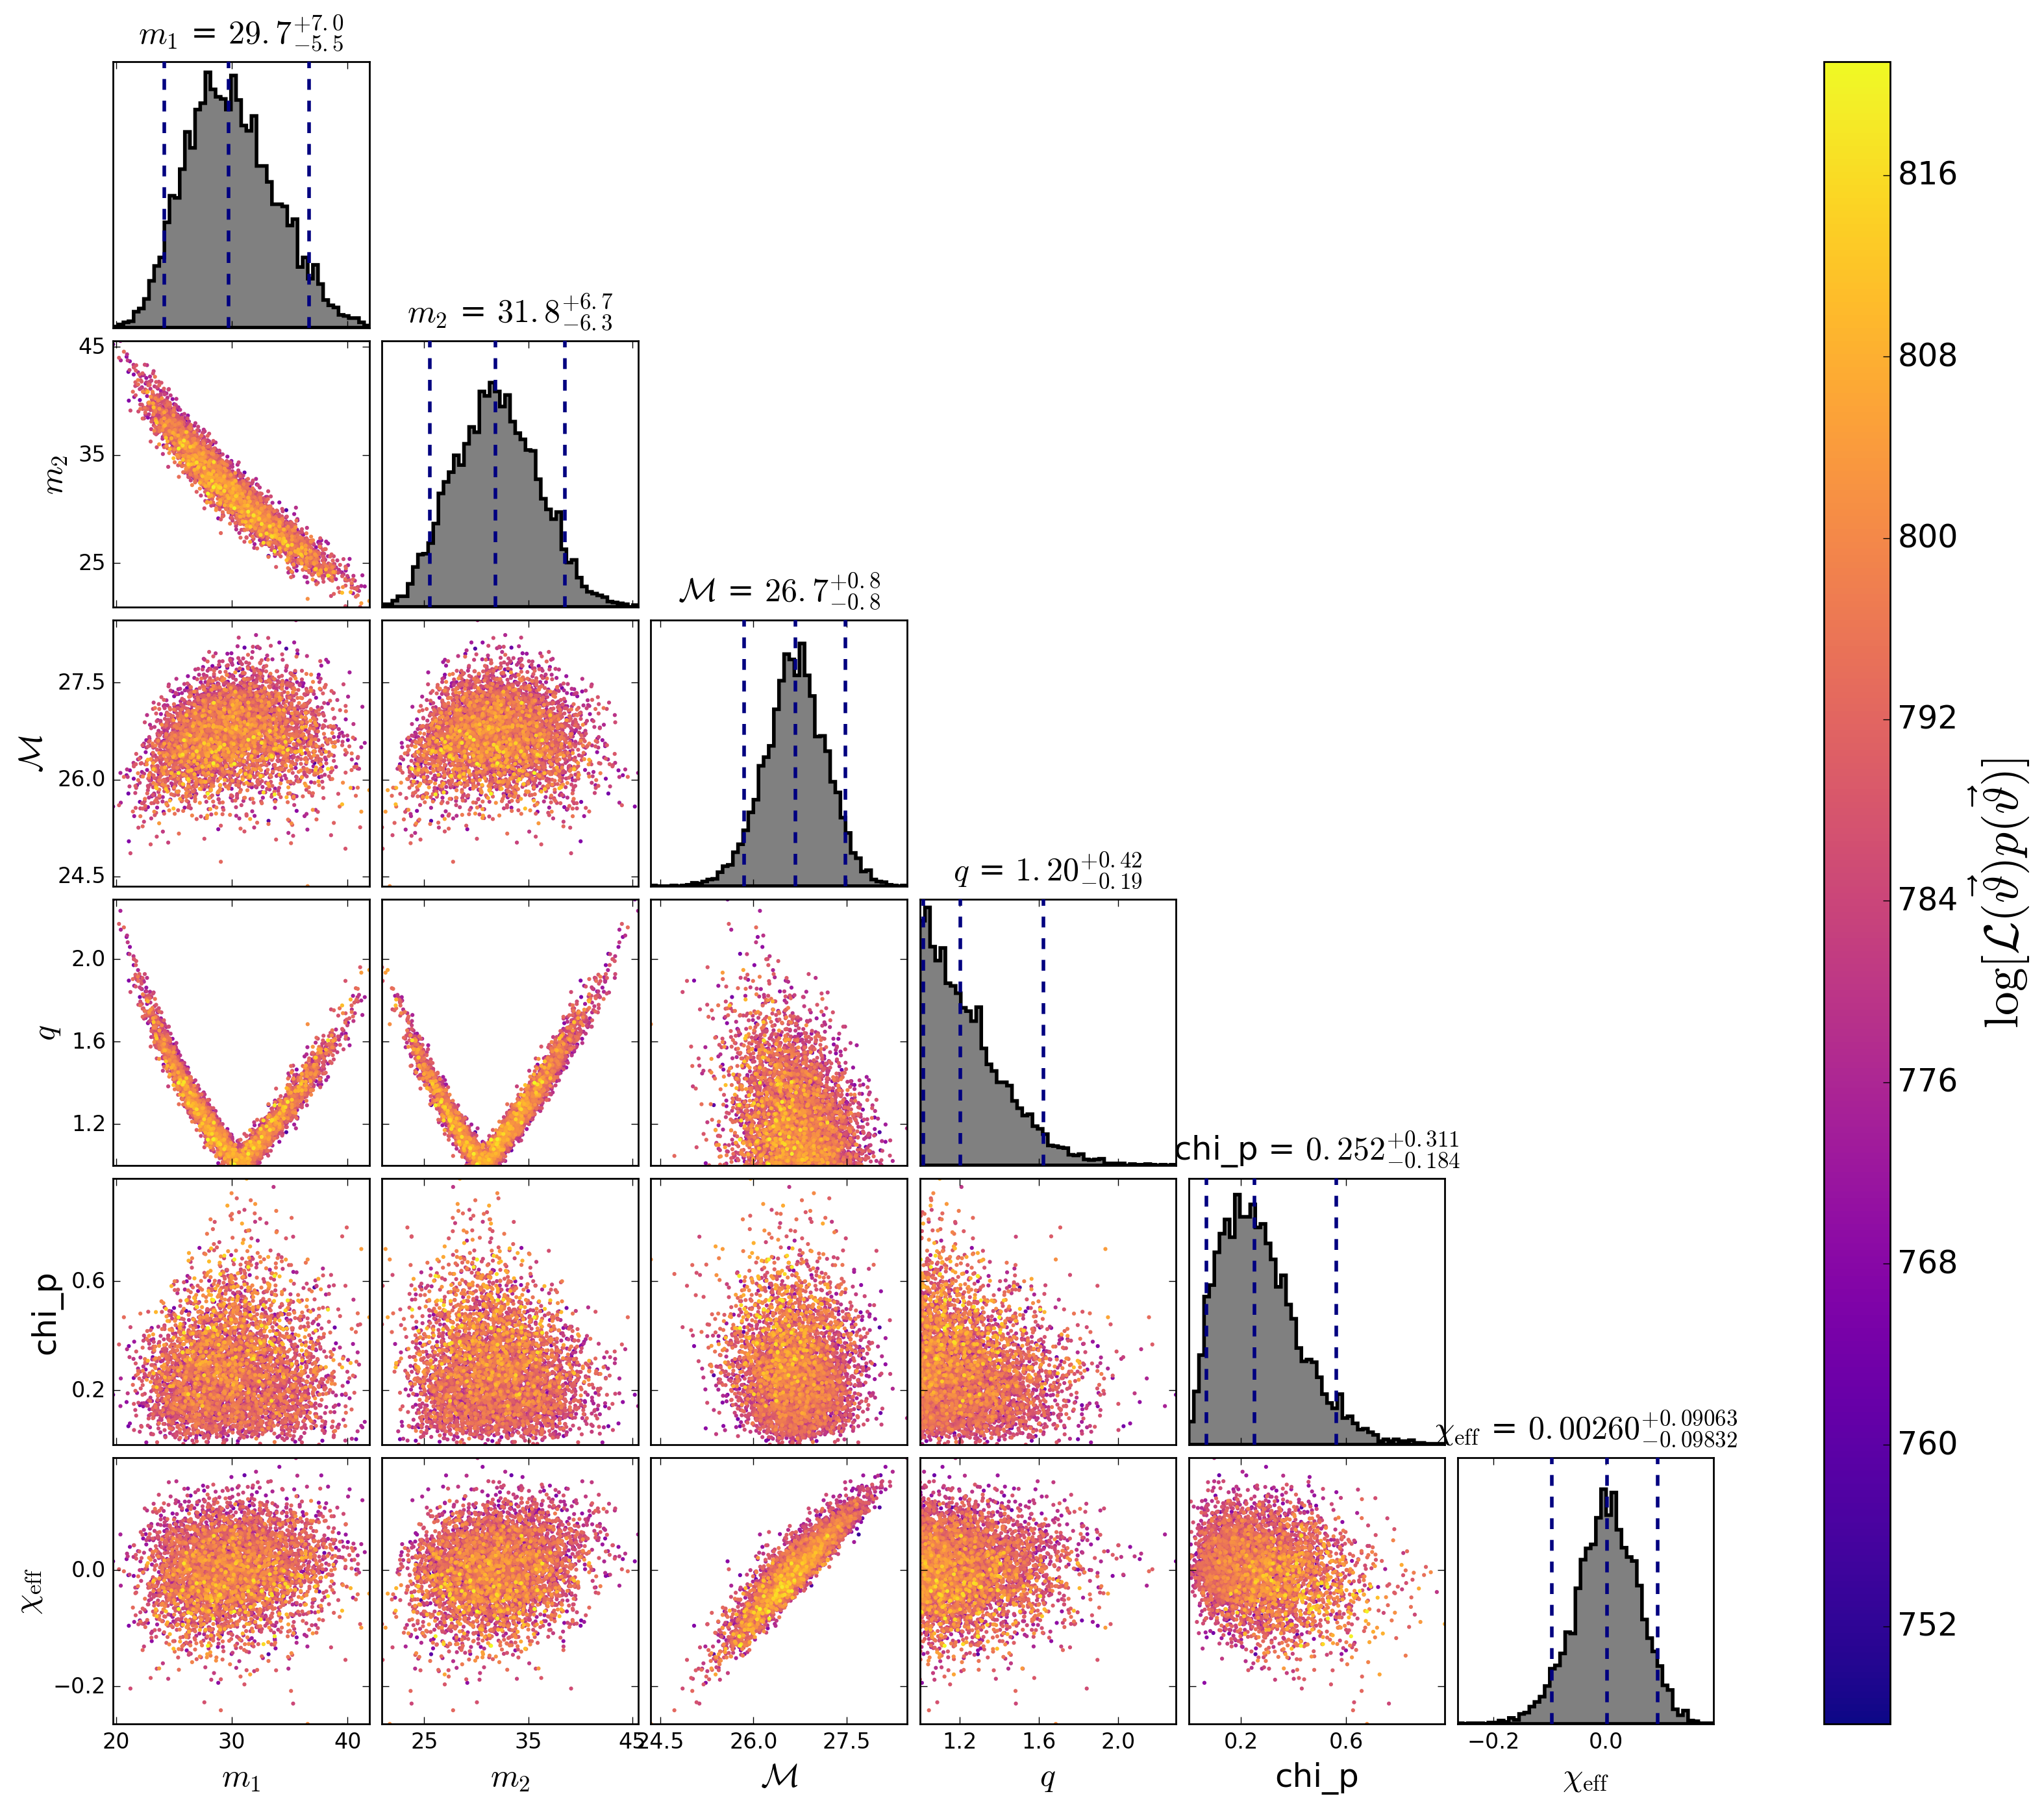 m₁ = 29.7⁺⁷·⁰₋₅.₅
m₂ = 31.8⁺⁶·⁷₋₆.₃
ℳ = 26.7⁺⁰·⁸₋₀.₈
q = 1.20⁺⁰·⁴²₋₀.₁₉
chi_p = 0.252⁺⁰·³¹¹₋₀.₁₈₄
χeff = 0.00260⁺⁰·⁰⁹⁰⁶³₋₀.₀₉₈₃₂
45
35
25
m₂
27.5
26.0
24.5
ℳ
2.0
1.6
1.2
q
0.6
0.2
chi_p
0.0
−0.2
χeff
20 30 40
25 35 45
24.5 26.0 27.5
1.2 1.6 2.0
0.2 0.6
−0.2 0.0
m₁ m₂ ℳ q chi_p χeff
816
808
800
792
784
776
768
760
752
log[ℒ(ϑ⃗)p(ϑ⃗)]